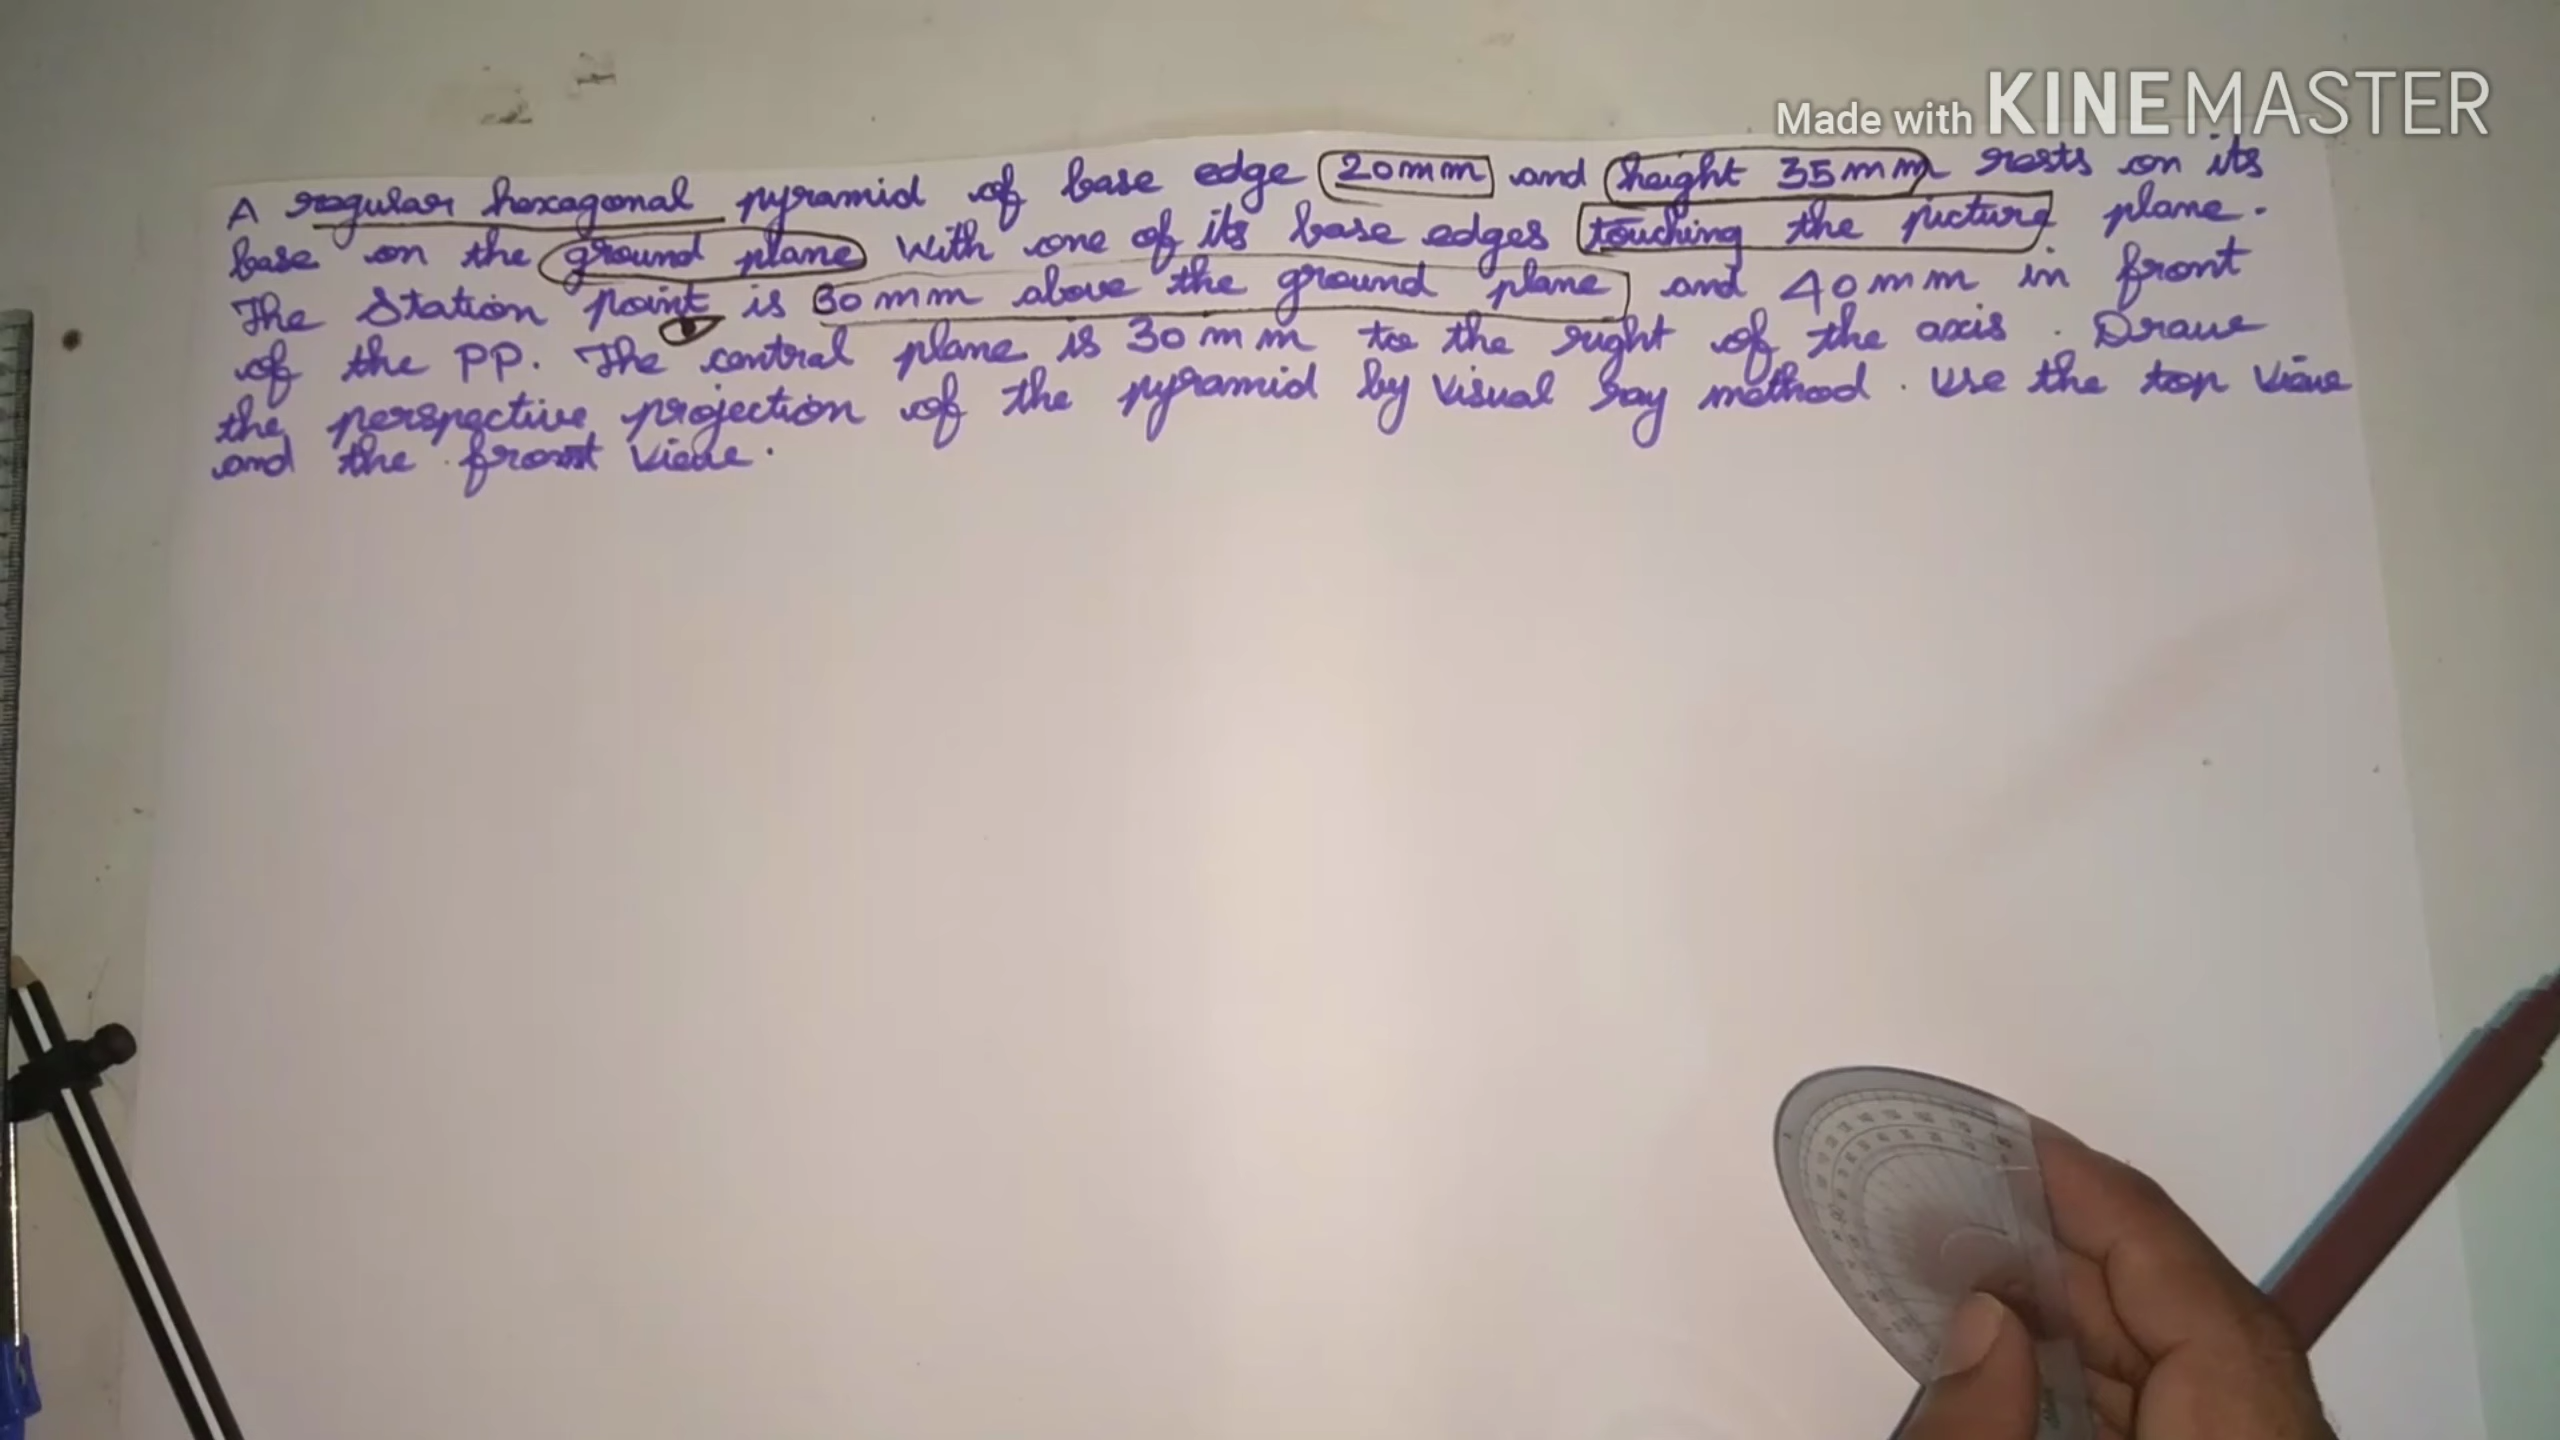 Made with KINEMASTER
A regular hexagonal pyramid of base edge 20mm and height 35mm rests on its
base on the ground plane with one of its base edges touching the picture plane.
The Station point is 30mm above the ground plane and 40mm in front
of the PP. The central plane is 30mm to the right of the axis. Draw
the perspective projection of the pyramid by visual ray method. Use the top view
and the front view.